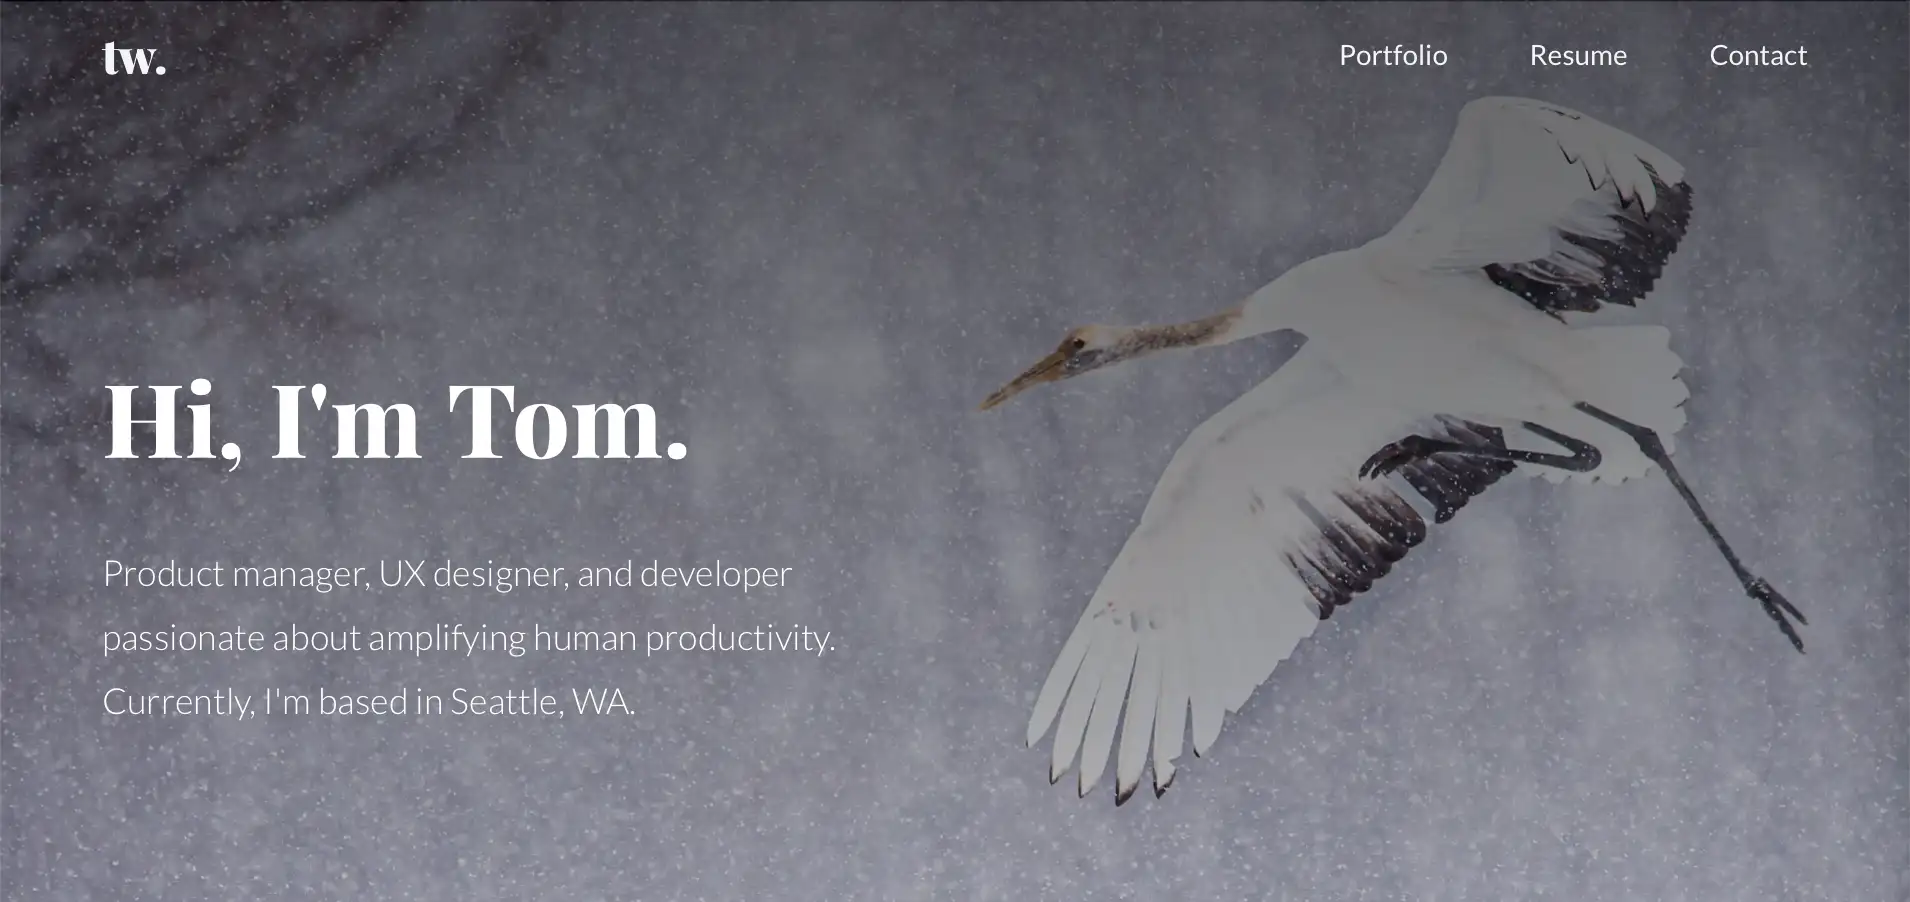 tw.
Portfolio Resume Contact
Hi, I'm Tom.
Product manager, UX designer, and developer
passionate about amplifying human productivity.
Currently, I'm based in Seattle, WA.